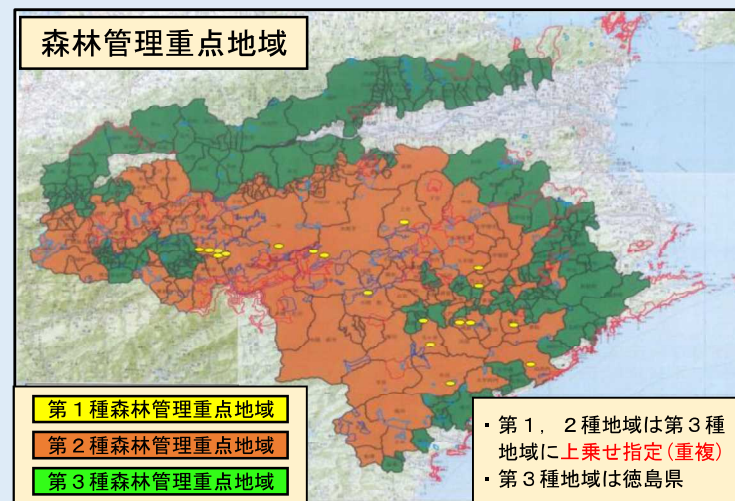 森林管理重点地域
第１種森林管理重点地域
第２種森林管理重点地域
第３種森林管理重点地域
・第１，２種地域は第３種
地域に上乗せ指定(重複)
・第３種地域は徳島県